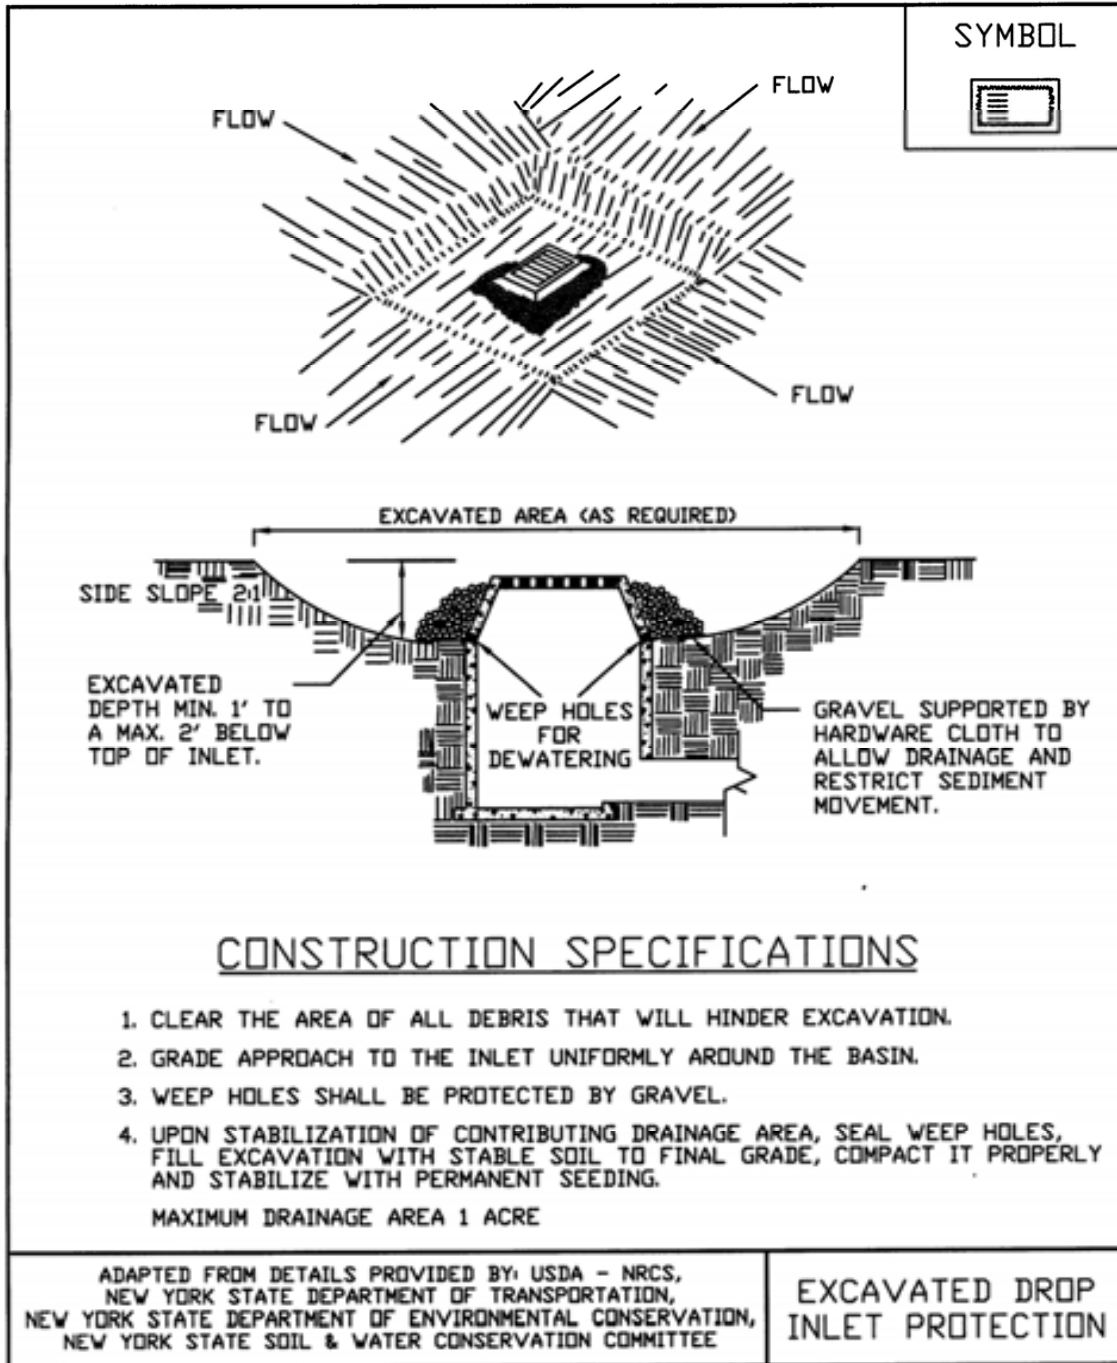 SYMBOL
FLOW
FLOW
FLOW
FLOW
EXCAVATED AREA (AS REQUIRED)
SIDE SLOPE 2:1
EXCAVATED
DEPTH MIN. 1' TO
A MAX. 2' BELOW
TOP OF INLET.
WEEP HOLES
FOR
DEWATERING
GRAVEL SUPPORTED BY
HARDWARE CLOTH TO
ALLOW DRAINAGE AND
RESTRICT SEDIMENT
MOVEMENT.
CONSTRUCTION SPECIFICATIONS
1. CLEAR THE AREA OF ALL DEBRIS THAT WILL HINDER EXCAVATION.
2. GRADE APPROACH TO THE INLET UNIFORMLY AROUND THE BASIN.
3. WEEP HOLES SHALL BE PROTECTED BY GRAVEL.
4. UPON STABILIZATION OF CONTRIBUTING DRAINAGE AREA, SEAL WEEP HOLES,
FILL EXCAVATION WITH STABLE SOIL TO FINAL GRADE, COMPACT IT PROPERLY
AND STABILIZE WITH PERMANENT SEEDING.
MAXIMUM DRAINAGE AREA 1 ACRE
ADAPTED FROM DETAILS PROVIDED BY: USDA - NRCS,
NEW YORK STATE DEPARTMENT OF TRANSPORTATION,
NEW YORK STATE DEPARTMENT OF ENVIRONMENTAL CONSERVATION,
NEW YORK STATE SOIL & WATER CONSERVATION COMMITTEE
EXCAVATED DROP
INLET PROTECTION